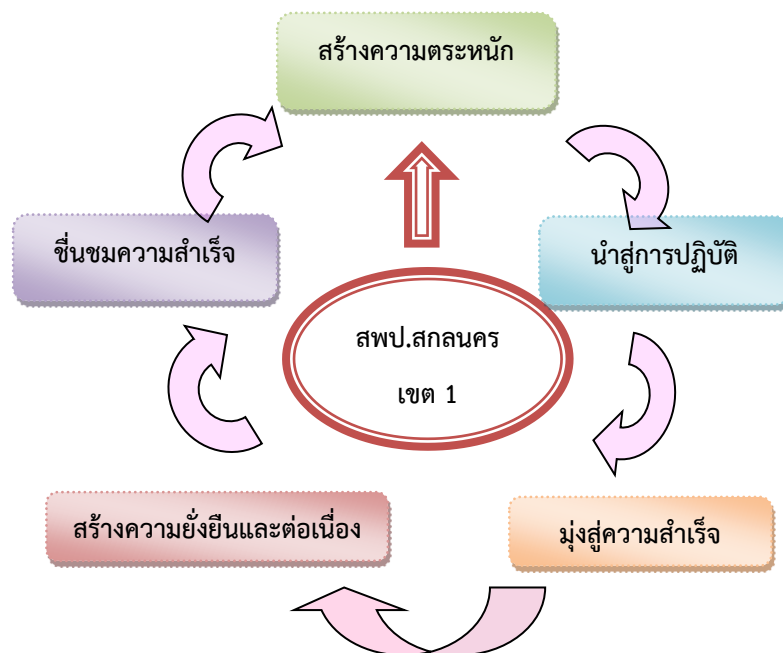 สร้างความตระหนัก
ชื่นชมความสำเร็จ
นำสู่การปฏิบัติ
สพป.สกลนคร
เขต 1
สร้างความยั่งยืนและต่อเนื่อง
มุ่งสู่ความสำเร็จ